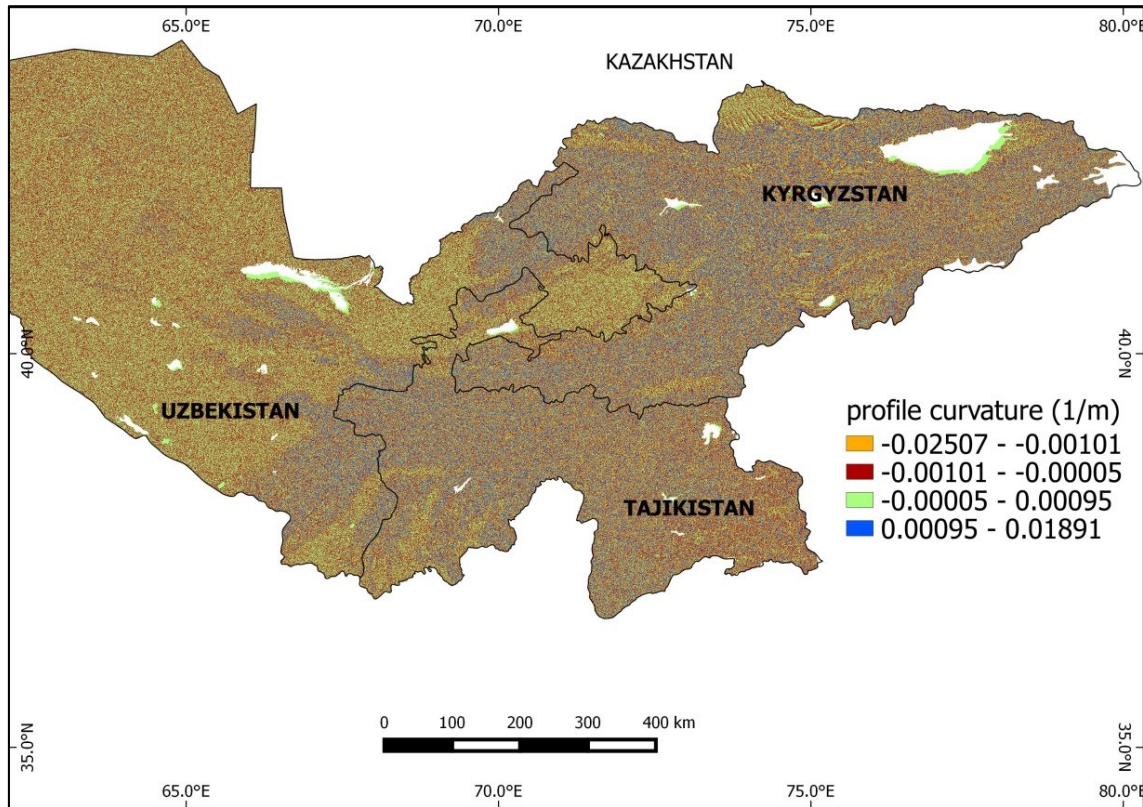 65.0°E
70.0°E
75.0°E
80.0°E
KAZAKHSTAN
KYRGYZSTAN
40.0°N
40.0°N
UZBEKISTAN
profile curvature (1/m)
-0.02507 - -0.00101
-0.00101 - -0.00005
-0.00005 - 0.00095
0.00095 - 0.01891
TAJIKISTAN
0 100 200 300 400 km
35.0°N
35.0°N
65.0°E
70.0°E
75.0°E
80.0°E